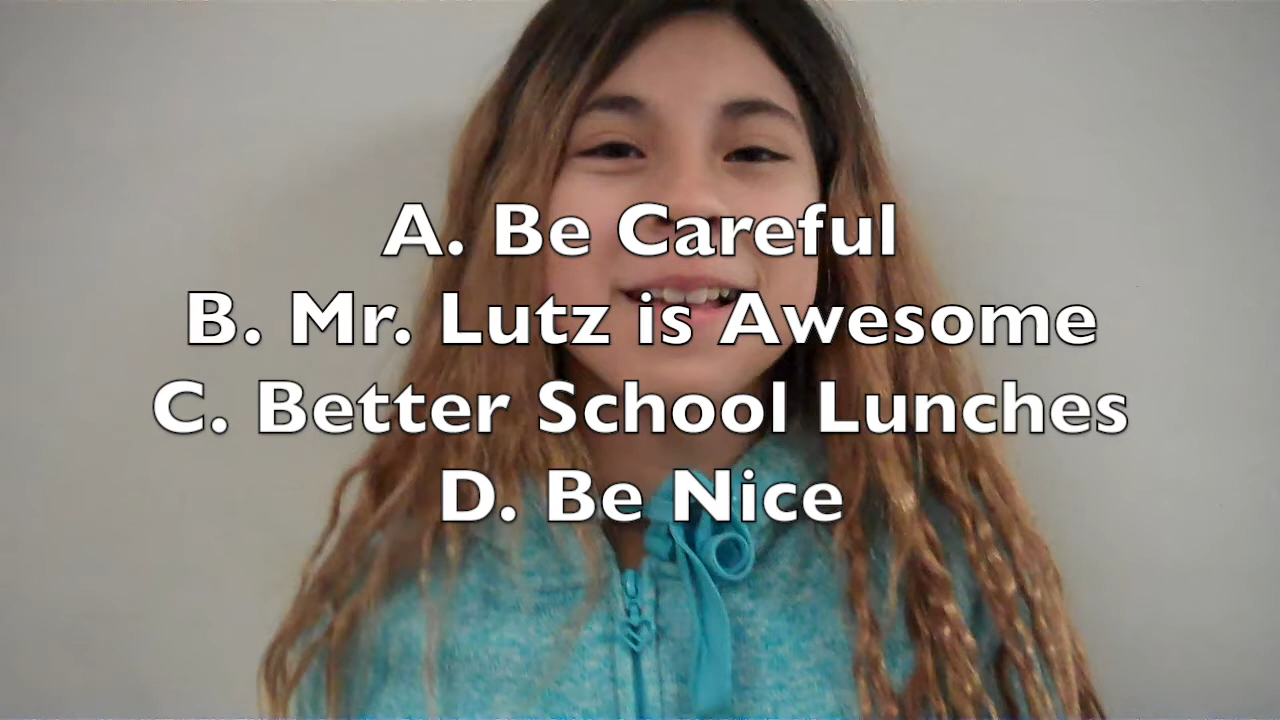 A. Be Careful
B. Mr. Lutz is Awesome
C. Better School Lunches
D. Be Nice